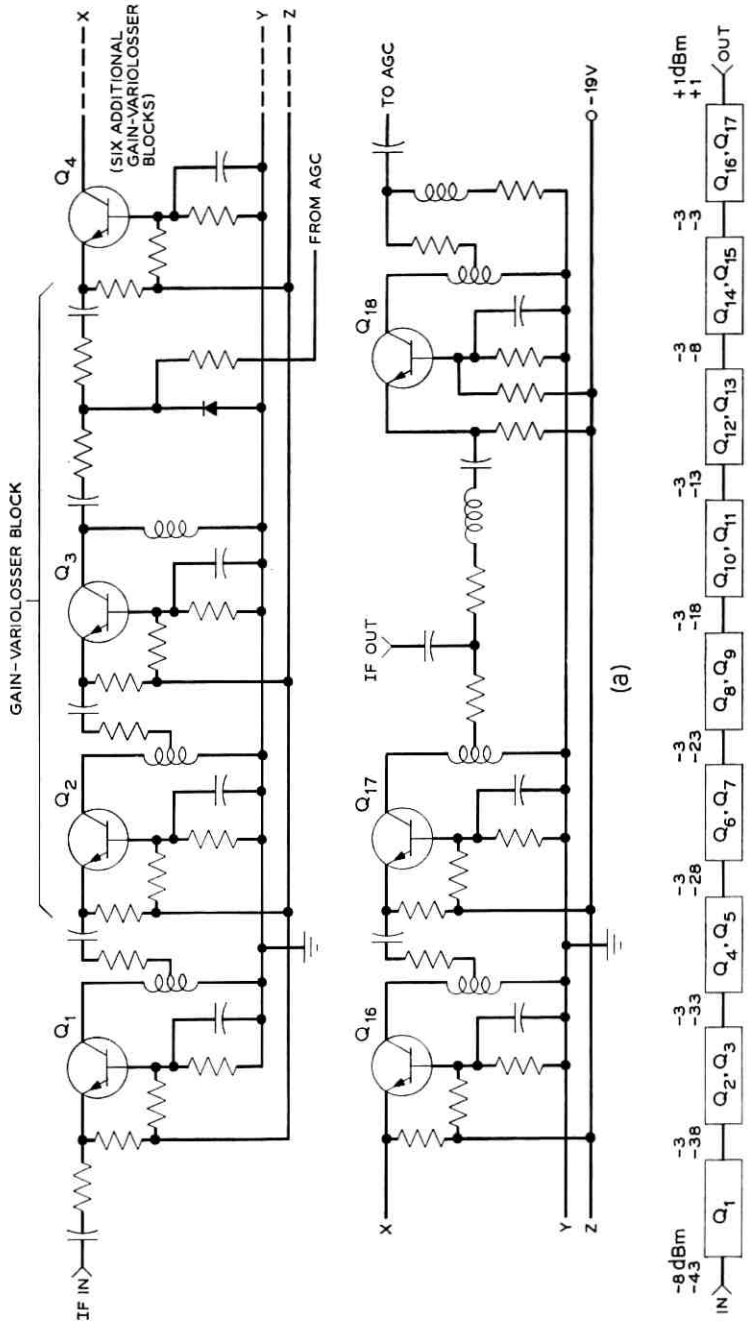 GAIN-VARIOLOSSER BLOCK
Q1
Q2
Q3
Q4
X
(SIX ADDITIONAL
GAIN-VARIOLOSSER
BLOCKS)
Y
Z
IF IN
FROM AGC
X
Q16
Q17
IF OUT
Q18
TO AGC
Y
Z
-19V
(a)
-8dBm -3 -3 -3 -3 -3 -3 -3 -3 +1dBm
-43 -38 -33 -28 -23 -18 -13 -8 -3 +1
IN Q1 Q2, Q3 Q4, Q5 Q6, Q7 Q8, Q9 Q10, Q11 Q12, Q13 Q14, Q15 Q16, Q17 OUT